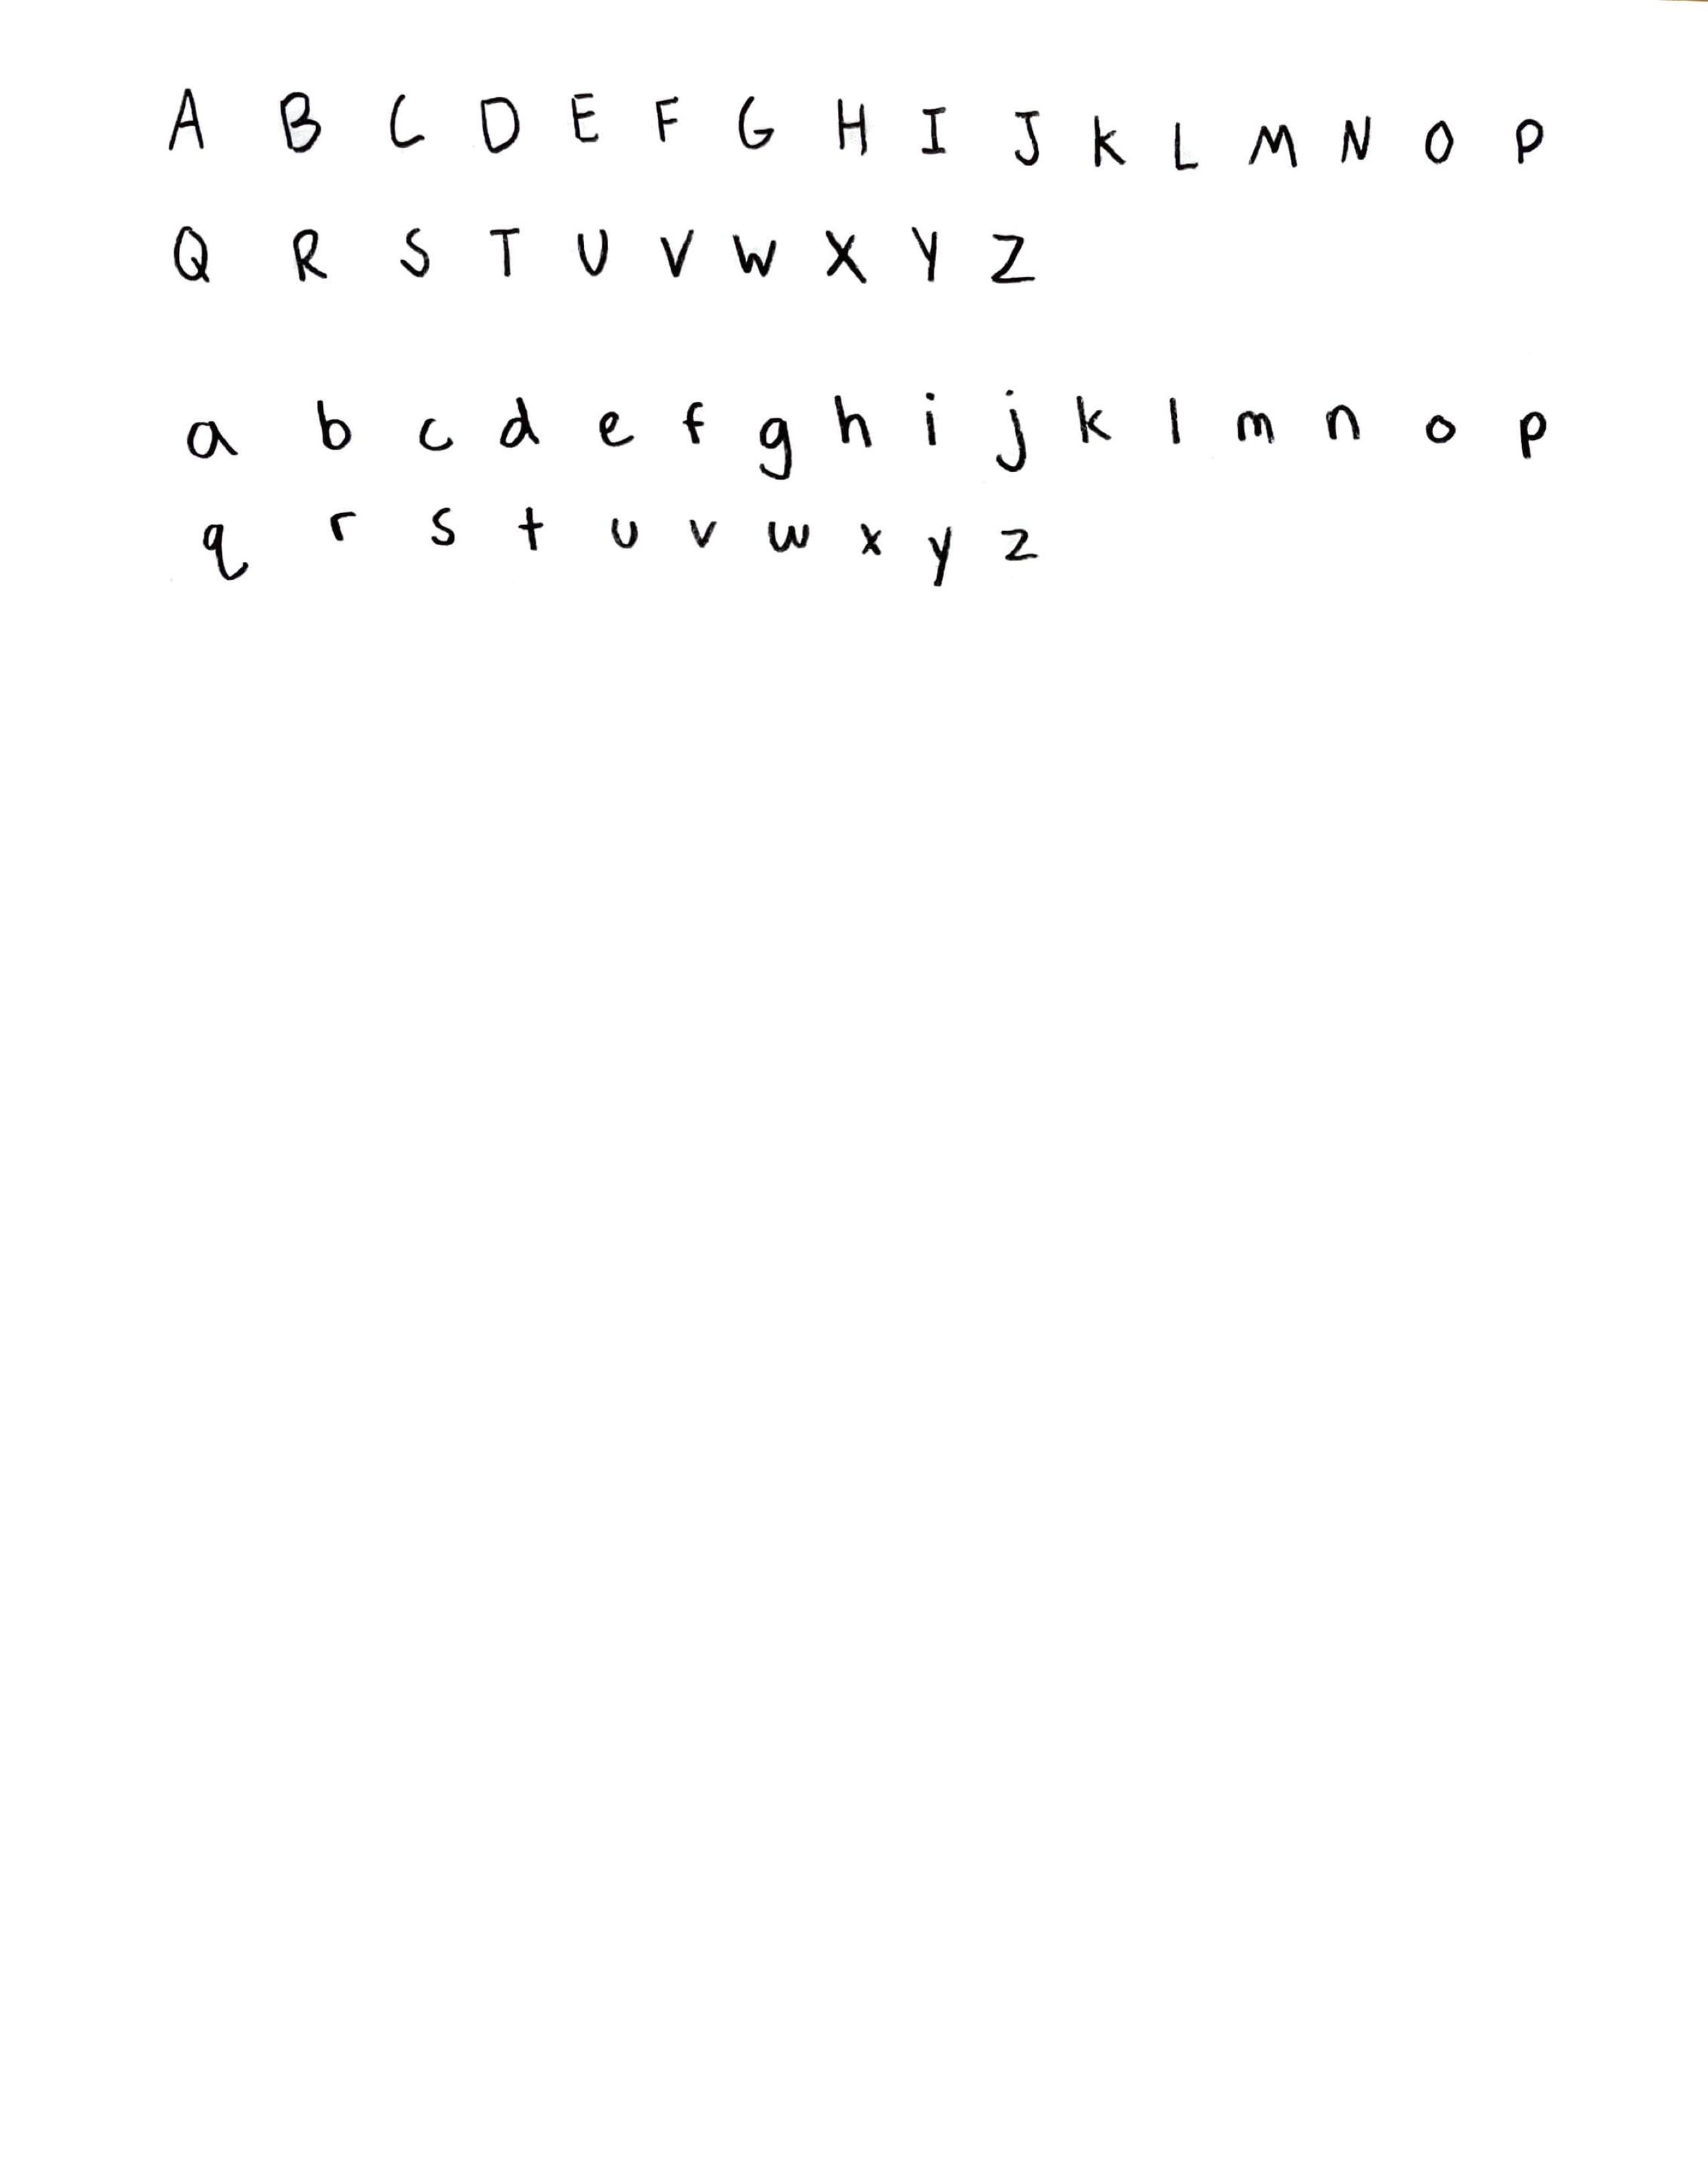 A B C D E F G H I J K L M N O P
Q R S T U V W X Y Z
a b c d e f g h i j k l m n o p
q r s t u v w x y z